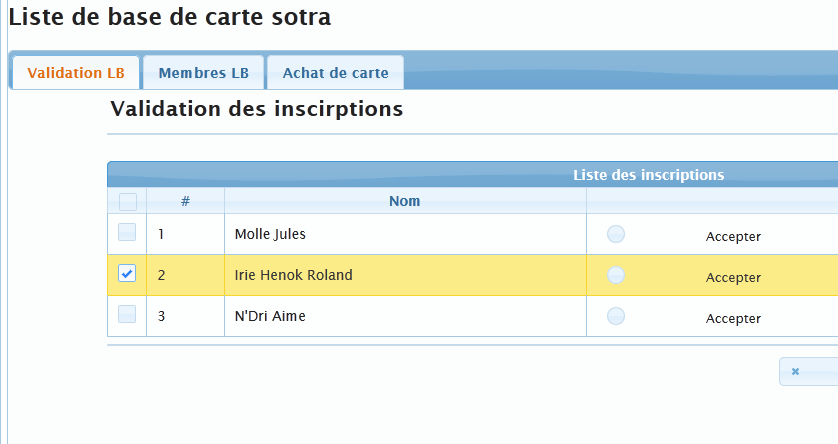 Liste de base de carte sotra
Validation LB Membres LB Achat de carte
Validation des inscirptions
Liste des inscriptions
# Nom
1 Molle Jules Accepter
2 Irie Henok Roland Accepter
3 N'Dri Aime Accepter